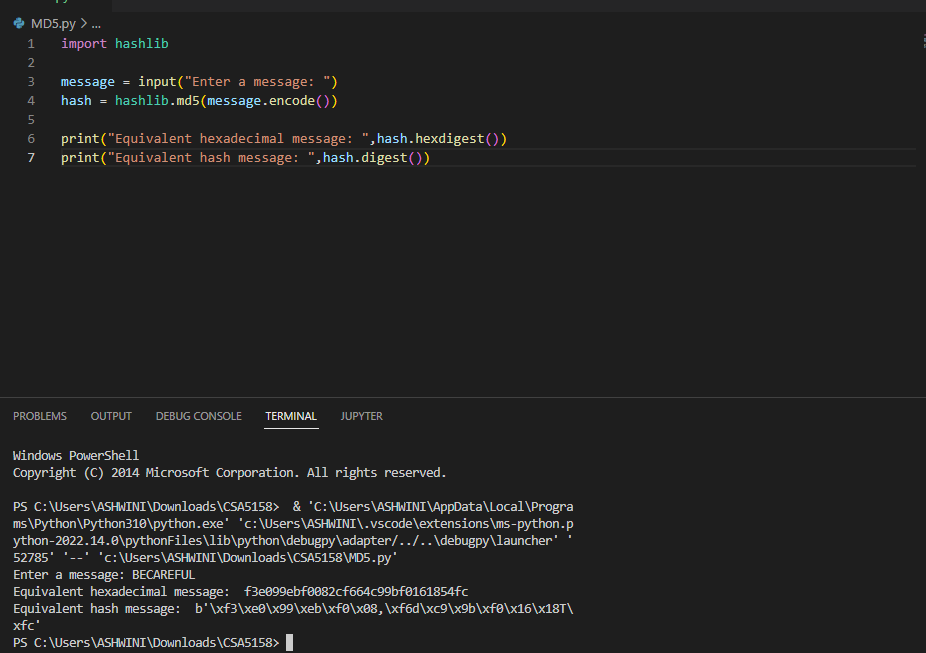 MD5.py > ...
1 import hashlib
2
3 message = input("Enter a message: ")
4 hash = hashlib.md5(message.encode())
5
6 print("Equivalent hexadecimal message: ",hash.hexdigest())
7 print("Equivalent hash message: ",hash.digest())
PROBLEMS OUTPUT DEBUG CONSOLE TERMINAL JUPYTER
Windows PowerShell
Copyright (C) 2014 Microsoft Corporation. All rights reserved.
PS C:\Users\ASHWINI\Downloads\CSA5158>  & 'C:\Users\ASHWINI\AppData\Local\Progra
ms\Python\Python310\python.exe' 'c:\Users\ASHWINI\.vscode\extensions\ms-python.p
ython-2022.14.0\pythonFiles\lib\python\debugpy\adapter/../..\debugpy\launcher' '
52785' '--' 'c:\Users\ASHWINI\Downloads\CSA5158\MD5.py'
Enter a message: BECAREFUL
Equivalent hexadecimal message:  f3e099ebf0082cf664c99bf0161854fc
Equivalent hash message:  b'\xf3\xe0\x99\xeb\xf0\x08,\xf6d\xc9\x9b\xf0\x16\x18T\
xfc'
PS C:\Users\ASHWINI\Downloads\CSA5158>